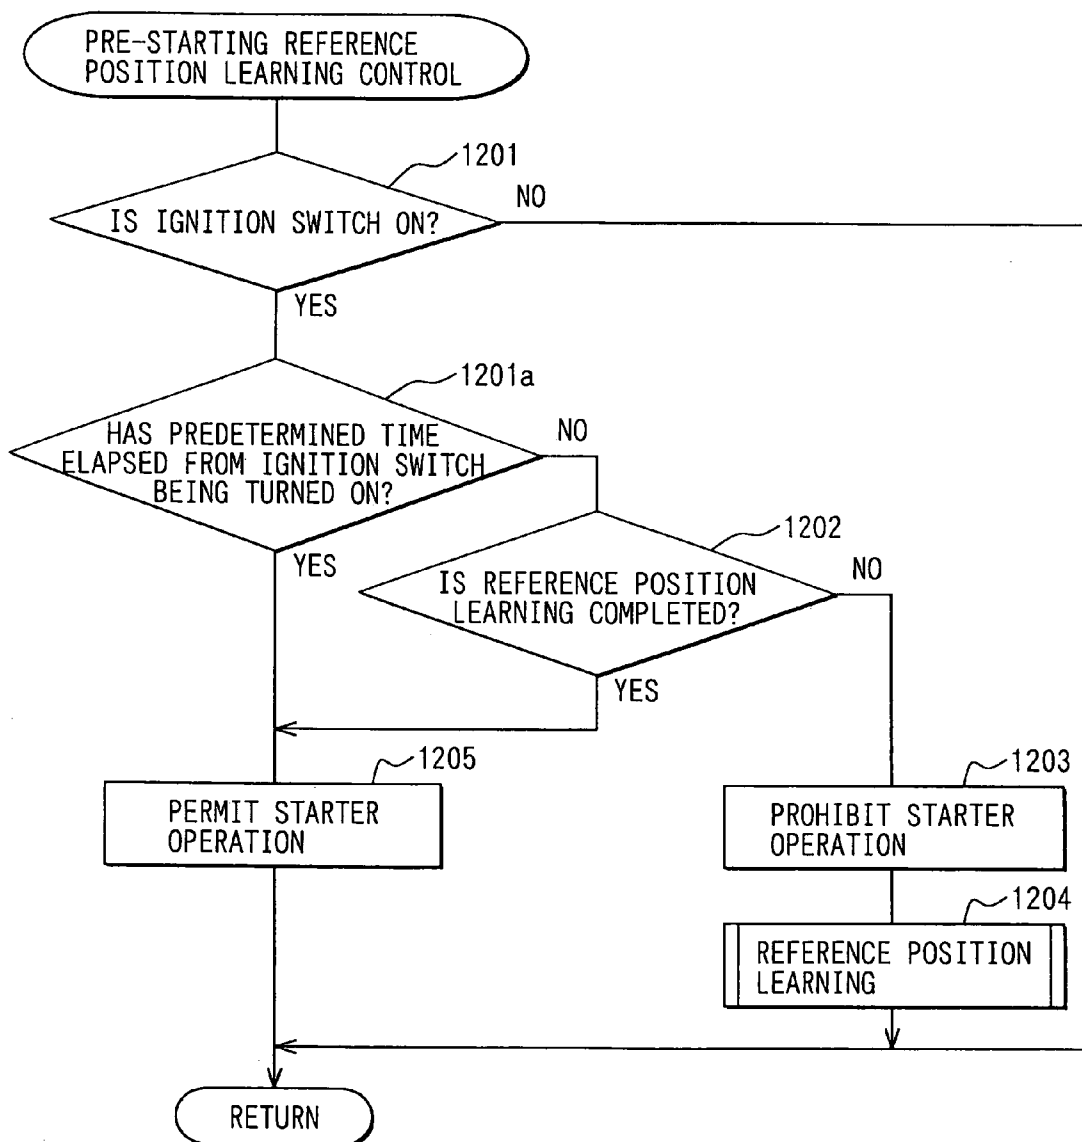 PRE-STARTING REFERENCE
POSITION LEARNING CONTROL
1201
IS IGNITION SWITCH ON?
NO
YES
1201a
HAS PREDETERMINED TIME
ELAPSED FROM IGNITION SWITCH
BEING TURNED ON?
NO
YES
1202
IS REFERENCE POSITION
LEARNING COMPLETED?
NO
YES
1205
PERMIT STARTER
OPERATION
1203
PROHIBIT STARTER
OPERATION
1204
REFERENCE POSITION
LEARNING
RETURN